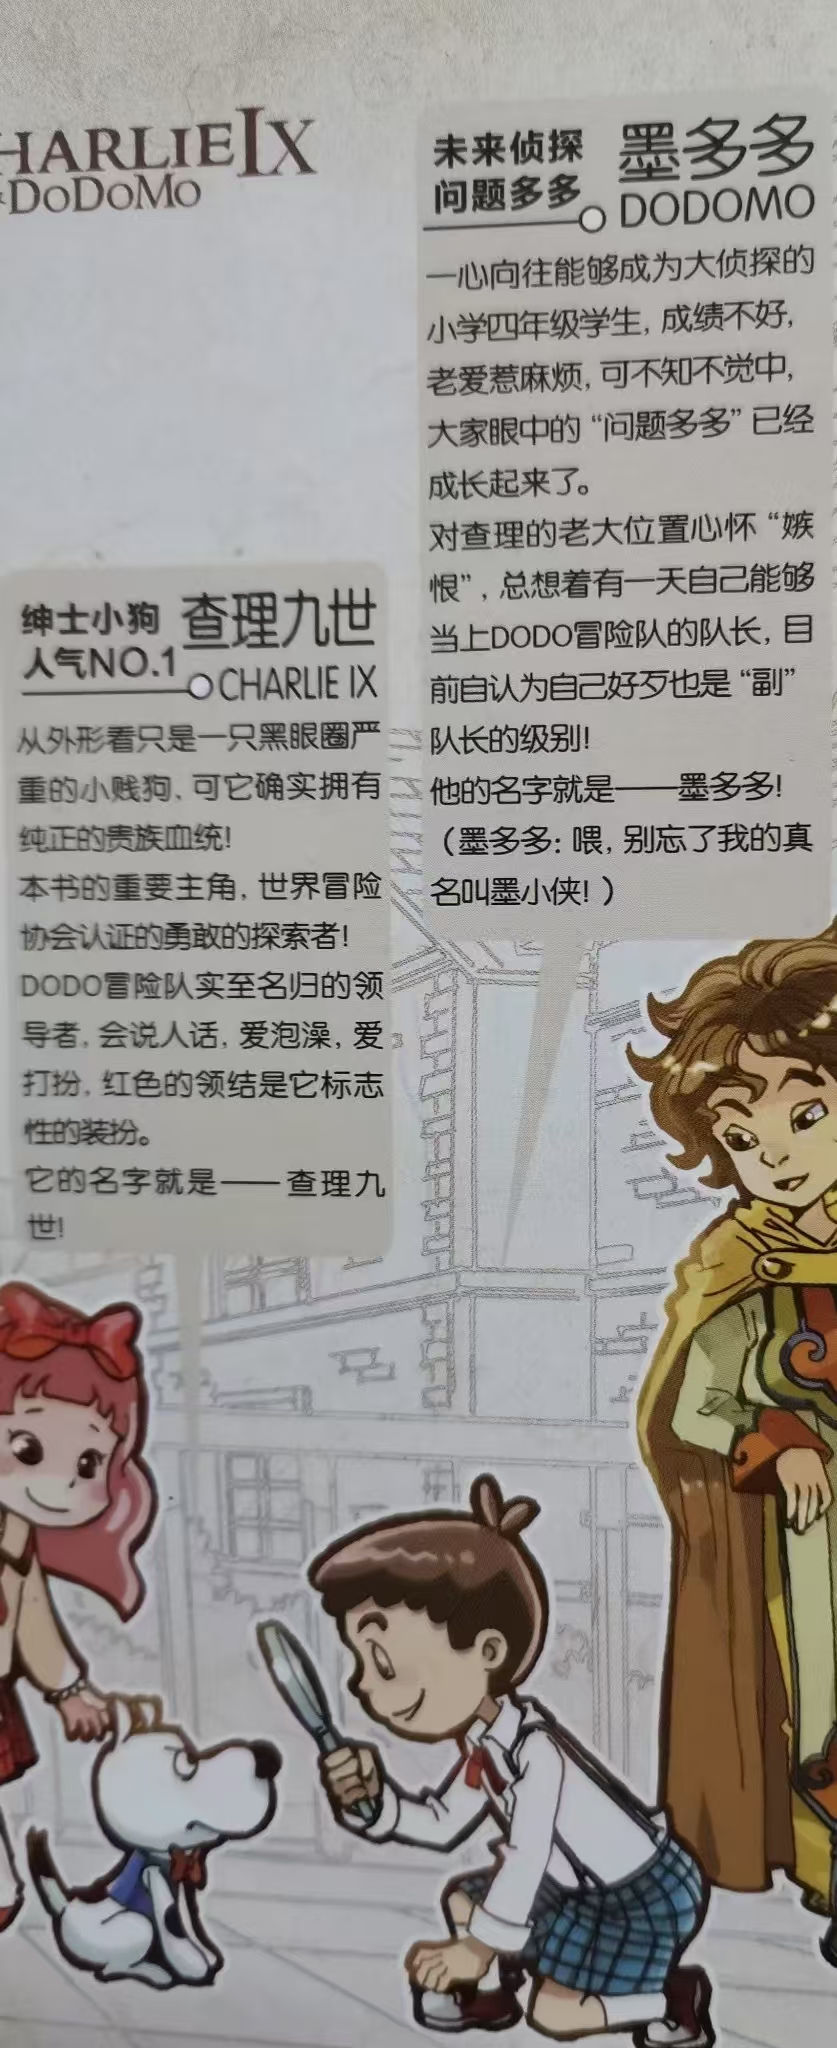 HARLIE IX
DODOMO
未来侦探
问题多多
墨多多
DODOMO
一心向往能够成为大侦探的
小学四年级学生，成绩不好，
老爱惹麻烦，可不知不觉中，
大家眼中的“问题多多”已经
成长起来了。
对查理的老大位置心怀“嫉
恨”，总想着有一天自己能够
当上DODO冒险队的队长，目
前自认为自己好歹也是“副”
队长的级别！
他的名字就是——墨多多！
（墨多多：喂，别忘了我的真
名叫墨小侠！）
绅士小狗
人气NO.1
查理九世
CHARLIE IX
从外形看只是一只黑眼圈严
重的小贱狗，可它确实拥有
纯正的贵族血统！
本书的重要主角，世界冒险
协会认证的勇敢的探索者！
DODO冒险队实至名归的领
导者，会说人话，爱泡澡，爱
打扮，红色的领结是它标志
性的装扮。
它的名字就是——查理九
世！